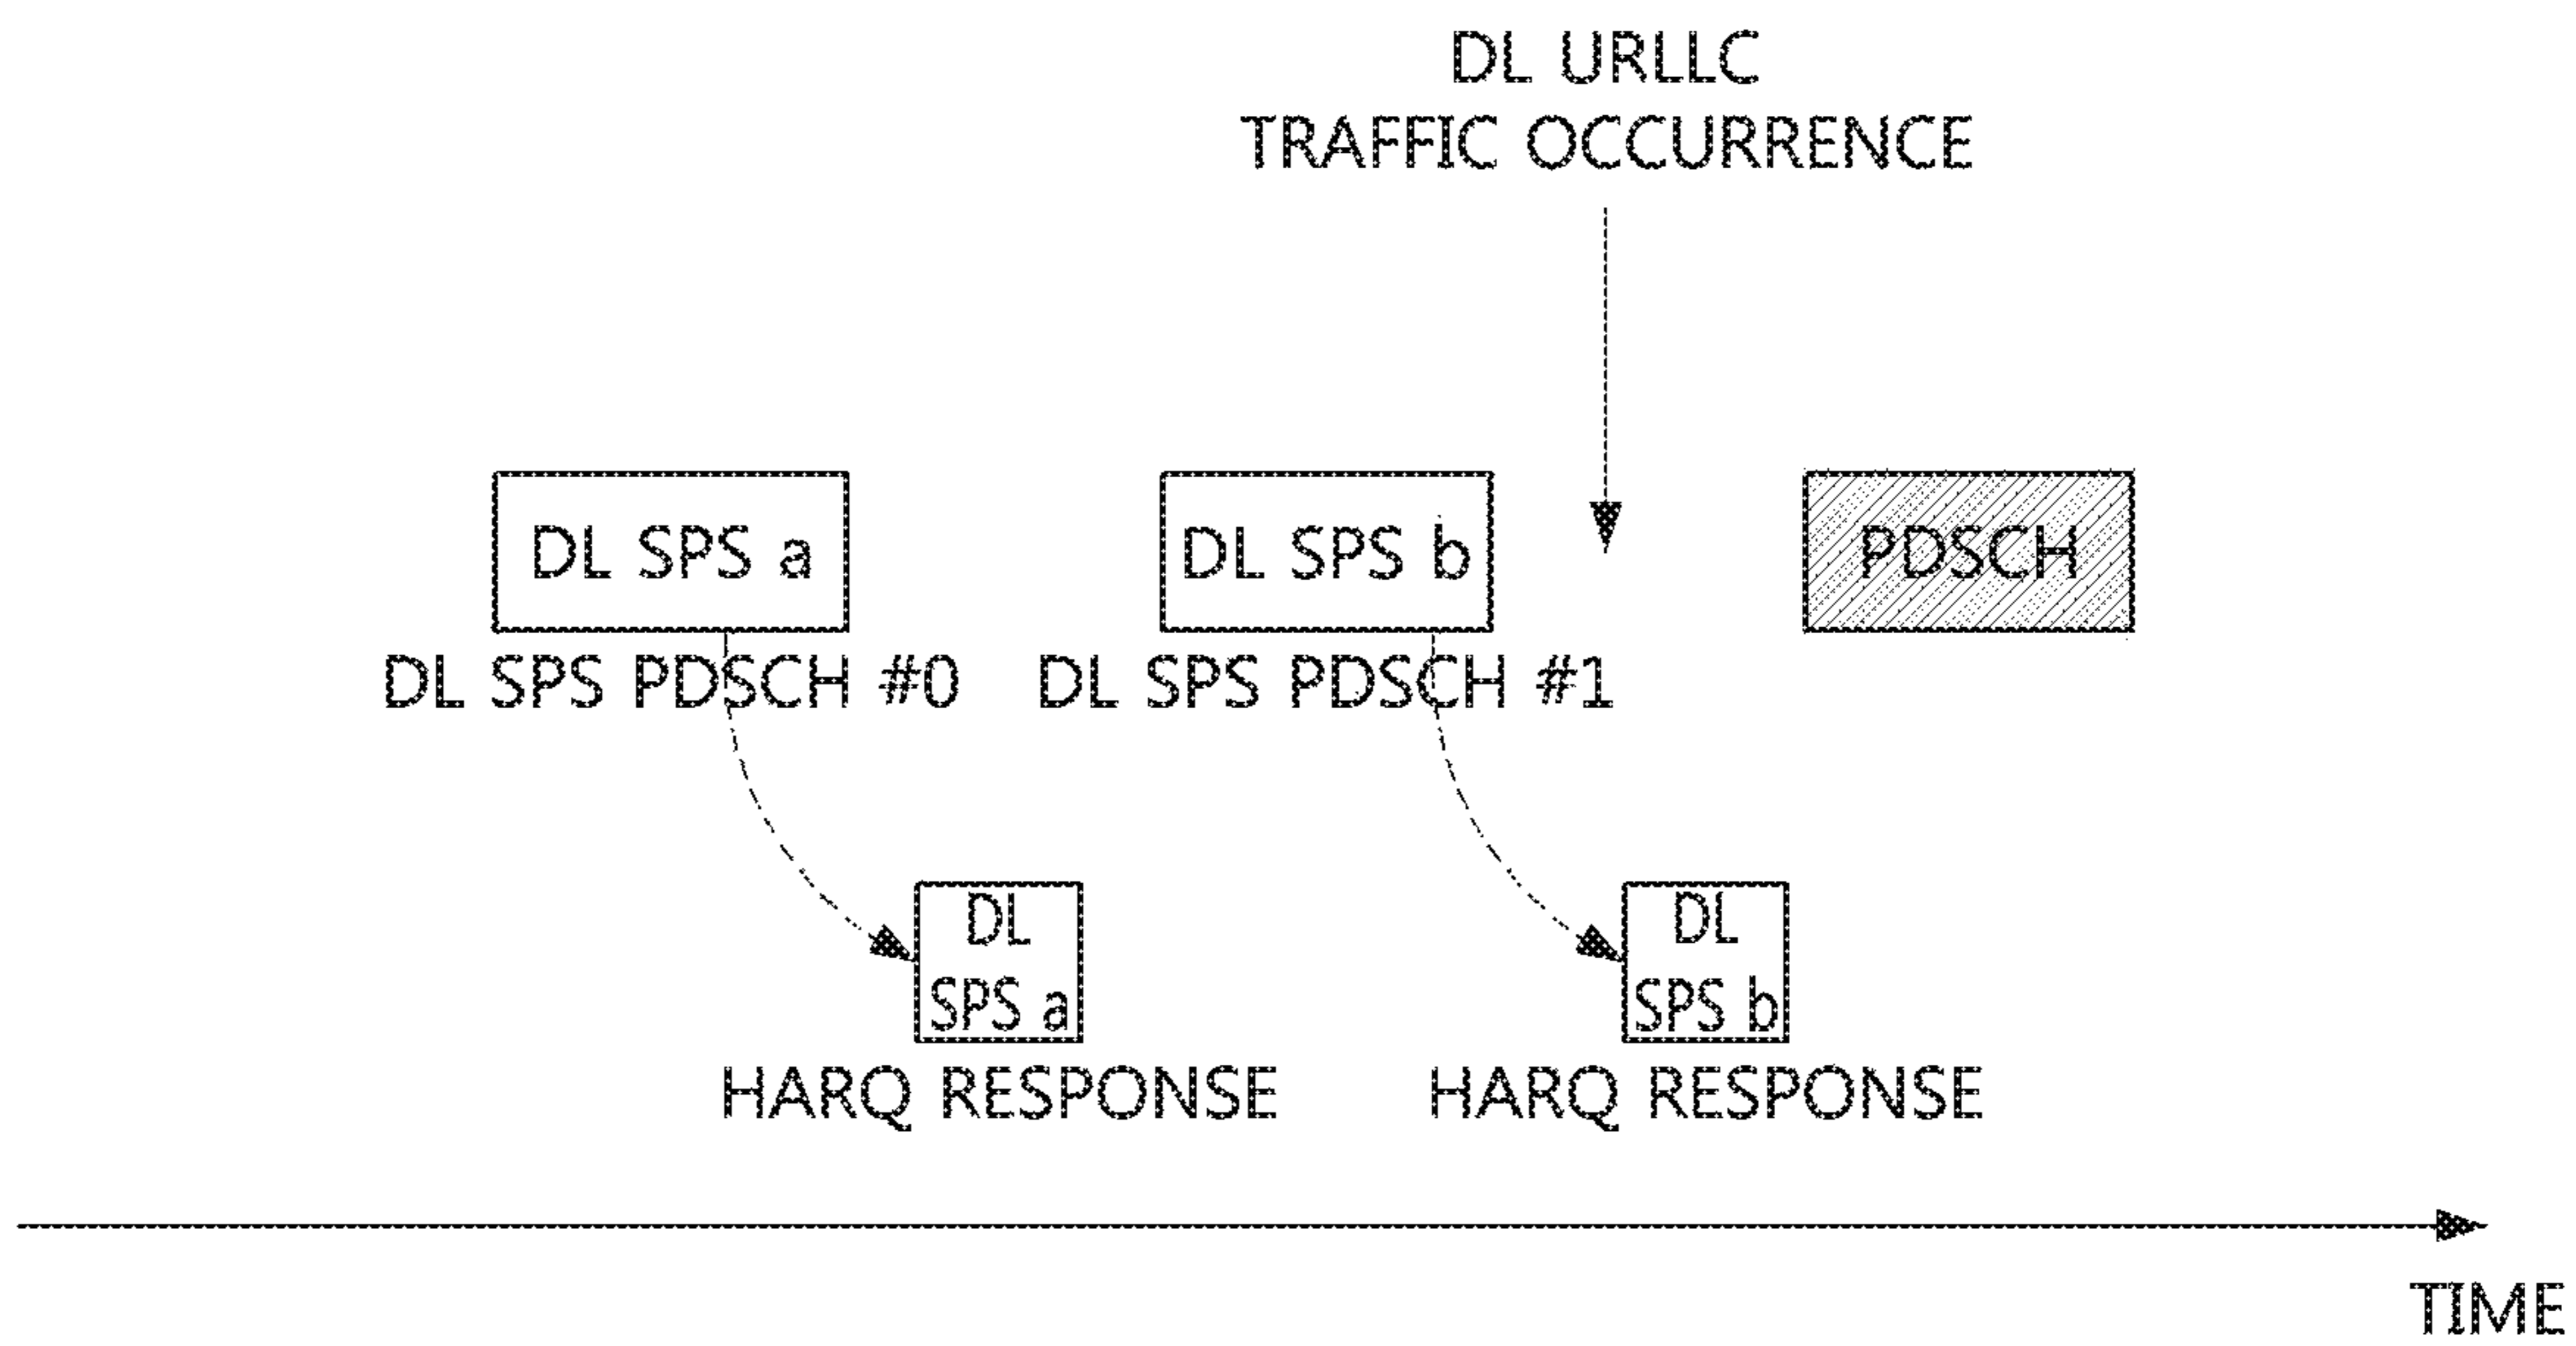 DL URLLC
TRAFFIC OCCURRENCE
DL SPS a
DL SPS b
PDSCH
DL SPS PDSCH #0
DL SPS PDSCH #1
DL
SPS a
DL
SPS b
HARQ RESPONSE
HARQ RESPONSE
TIME